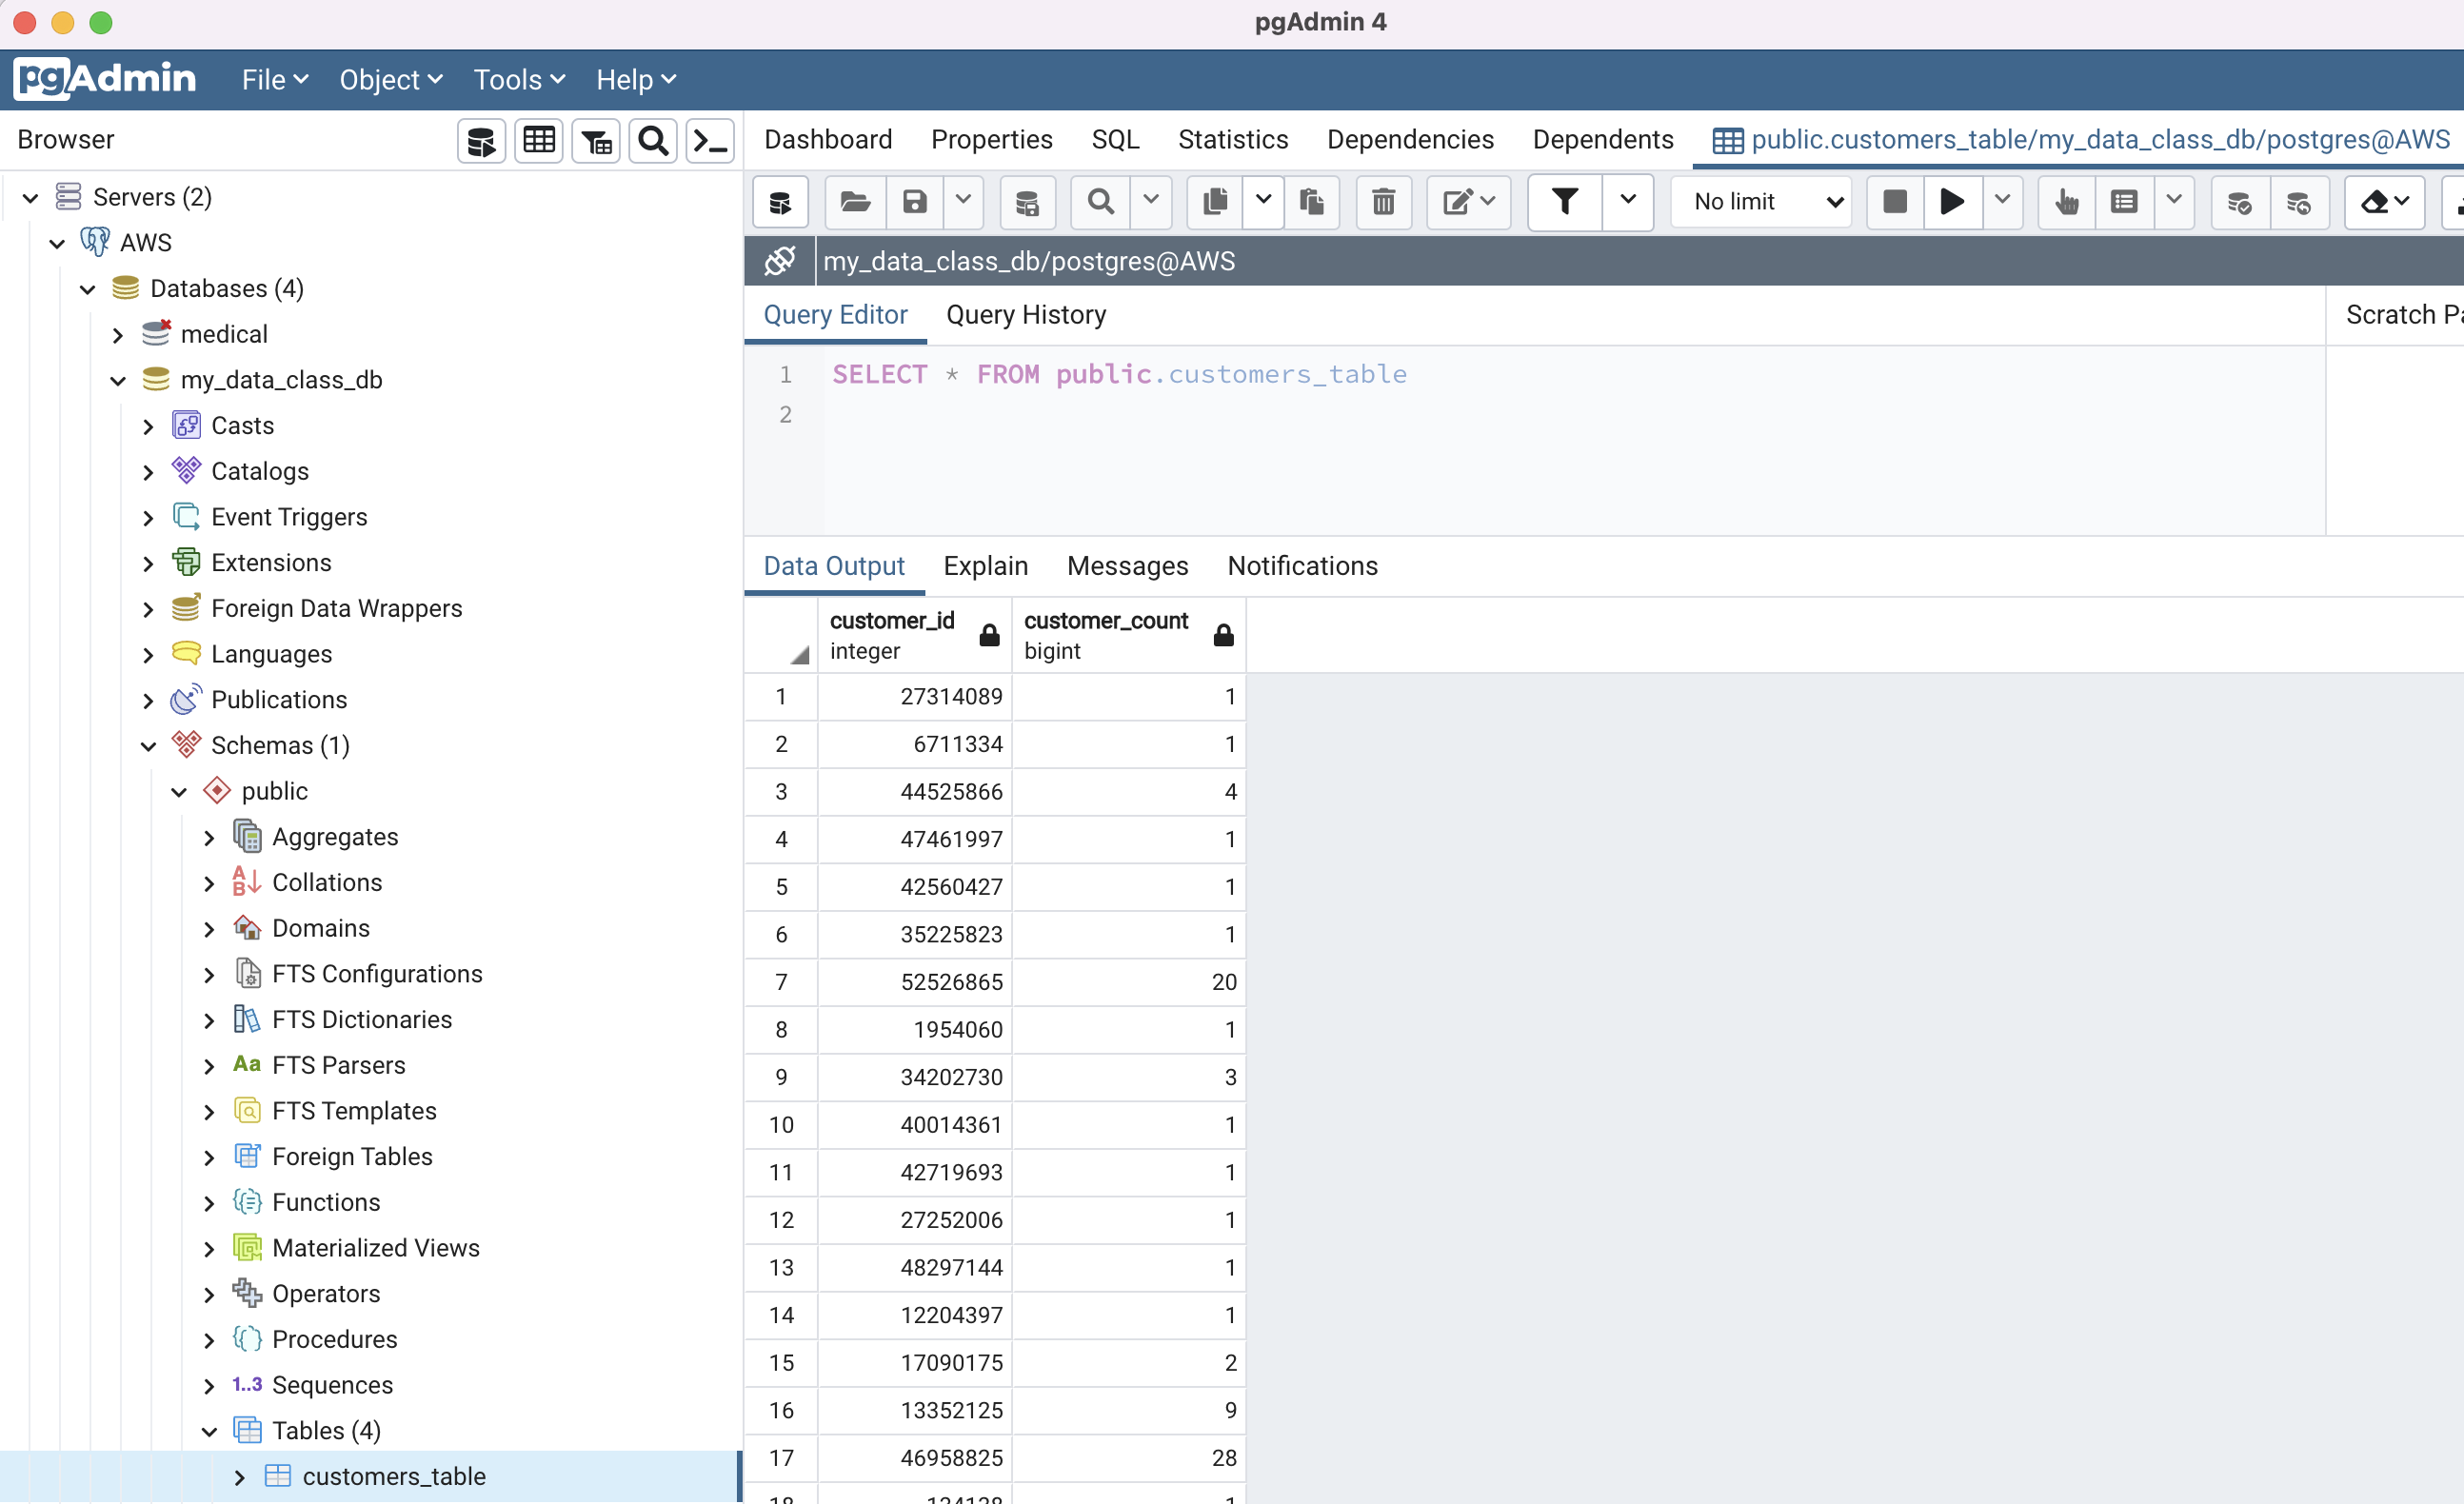 pgAdmin 4
pgAdmin File Object Tools Help
Browser
Dashboard Properties SQL Statistics Dependencies Dependents public.customers_table/my_data_class_db/postgres@AWS
No limit
my_data_class_db/postgres@AWS
Query Editor Query History
Scratch
1 SELECT * FROM public.customers_table
2
Servers (2)
AWS
Databases (4)
medical
my_data_class_db
Casts
Catalogs
Event Triggers
Extensions
Foreign Data Wrappers
Languages
Publications
Schemas (1)
public
Aggregates
A B Collations
Domains
FTS Configurations
FTS Dictionaries
Aa FTS Parsers
FTS Templates
Foreign Tables
Functions
Materialized Views
Operators
Procedures
1..3 Sequences
Tables (4)
customers_table
Data Output Explain Messages Notifications
customer_id customer_count
integer bigint
1 27314089 1
2 6711334 1
3 44525866 4
4 47461997 1
5 42560427 1
6 35225823 1
7 52526865 20
8 1954060 1
9 34202730 3
10 40014361 1
11 42719693 1
12 27252006 1
13 48297144 1
14 12204397 1
15 17090175 2
16 13352125 9
17 46958825 28